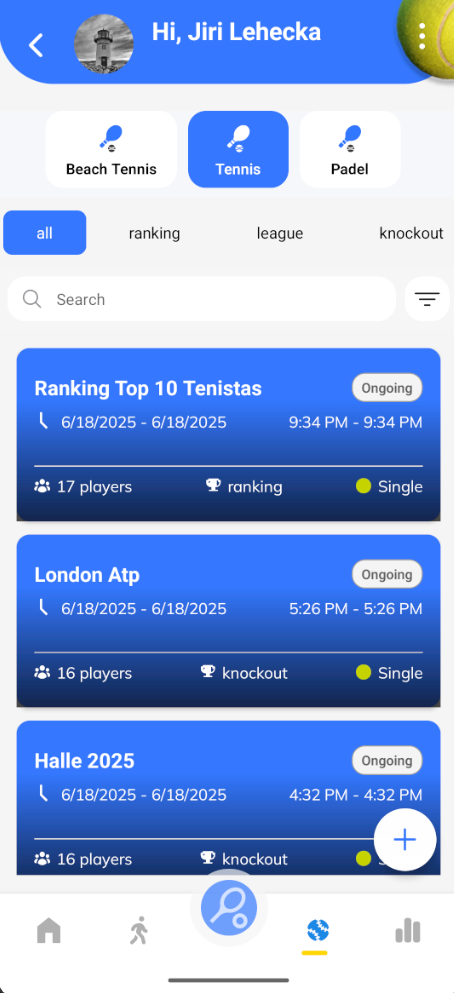 Hi, Jiri Lehecka
Beach Tennis
Tennis
Padel
all
ranking
league
knockout
Search
Ranking Top 10 Tenistas
Ongoing
6/18/2025 - 6/18/2025
9:34 PM - 9:34 PM
17 players
ranking
Single
London Atp
Ongoing
6/18/2025 - 6/18/2025
5:26 PM - 5:26 PM
16 players
knockout
Single
Halle 2025
Ongoing
6/18/2025 - 6/18/2025
4:32 PM - 4:32 PM
16 players
knockout